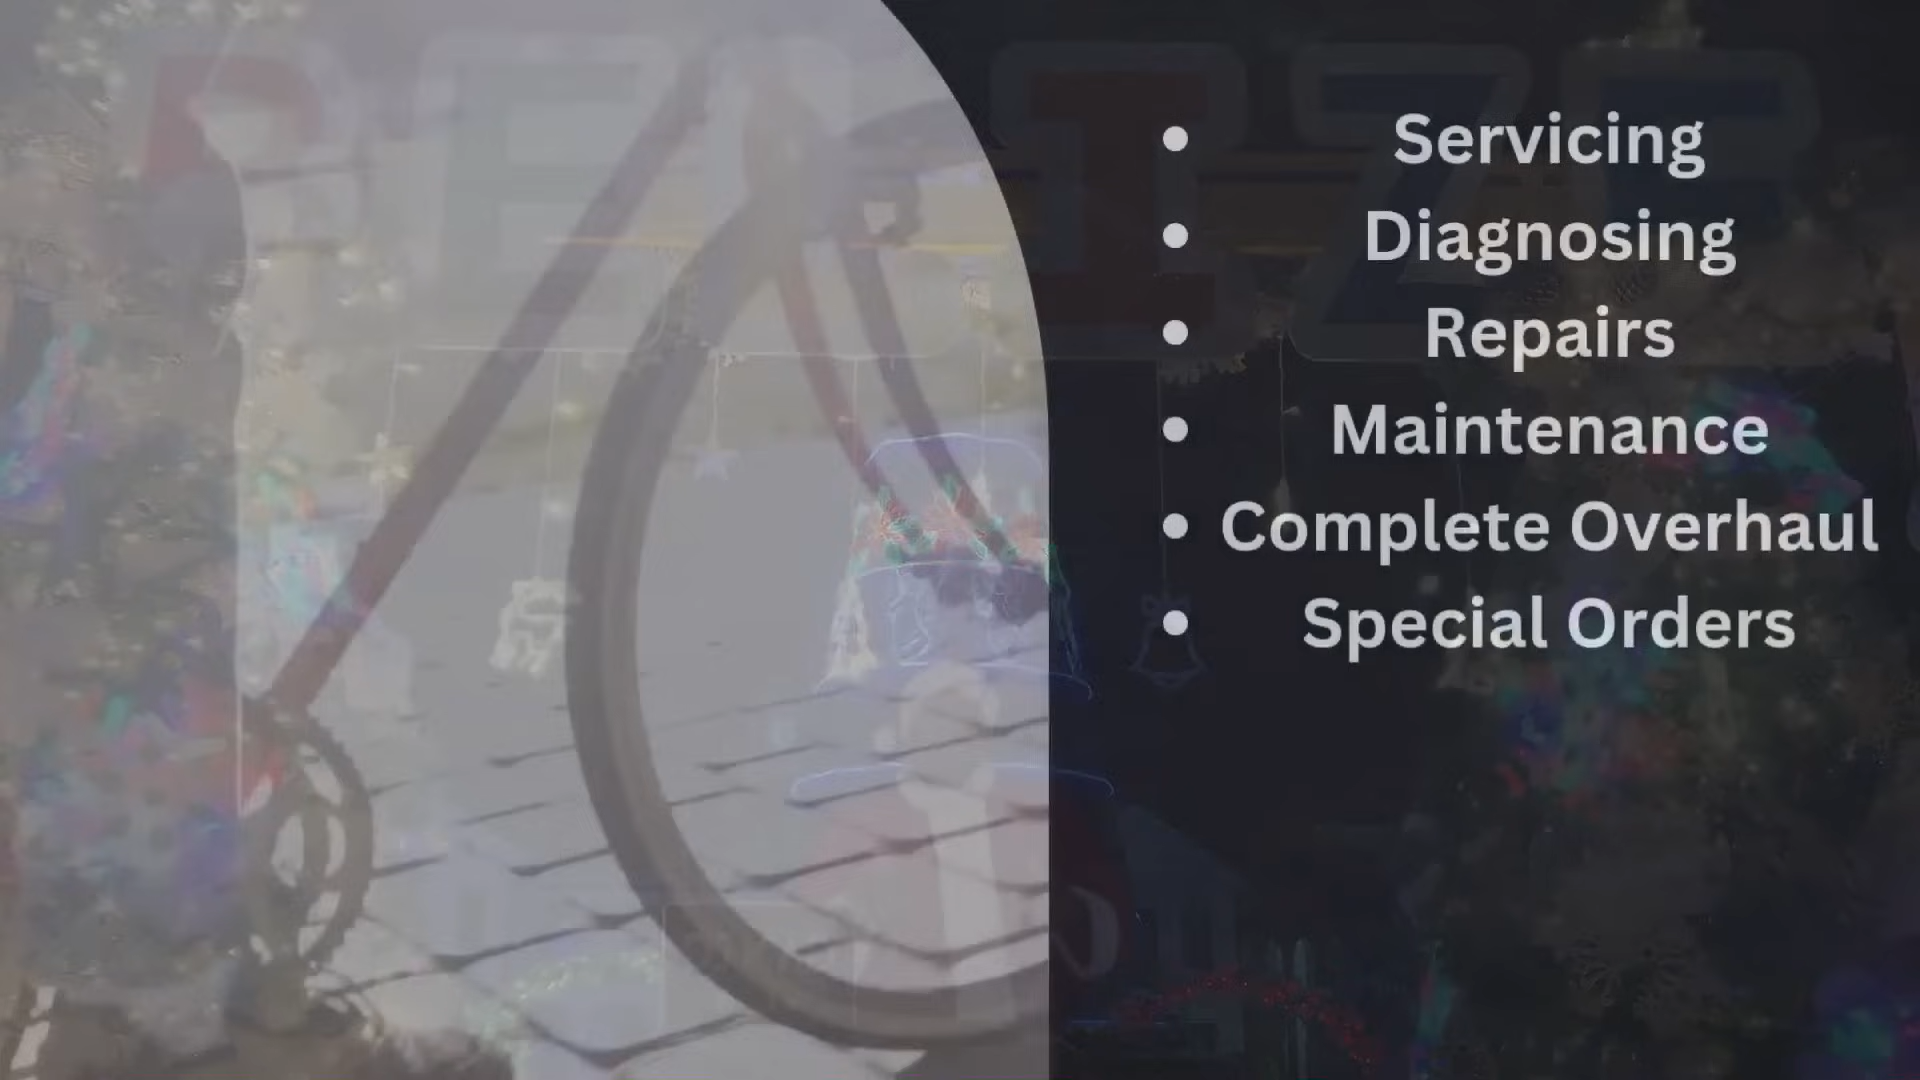 • Servicing
• Diagnosing
• Repairs
• Maintenance
• Complete Overhaul
• Special Orders